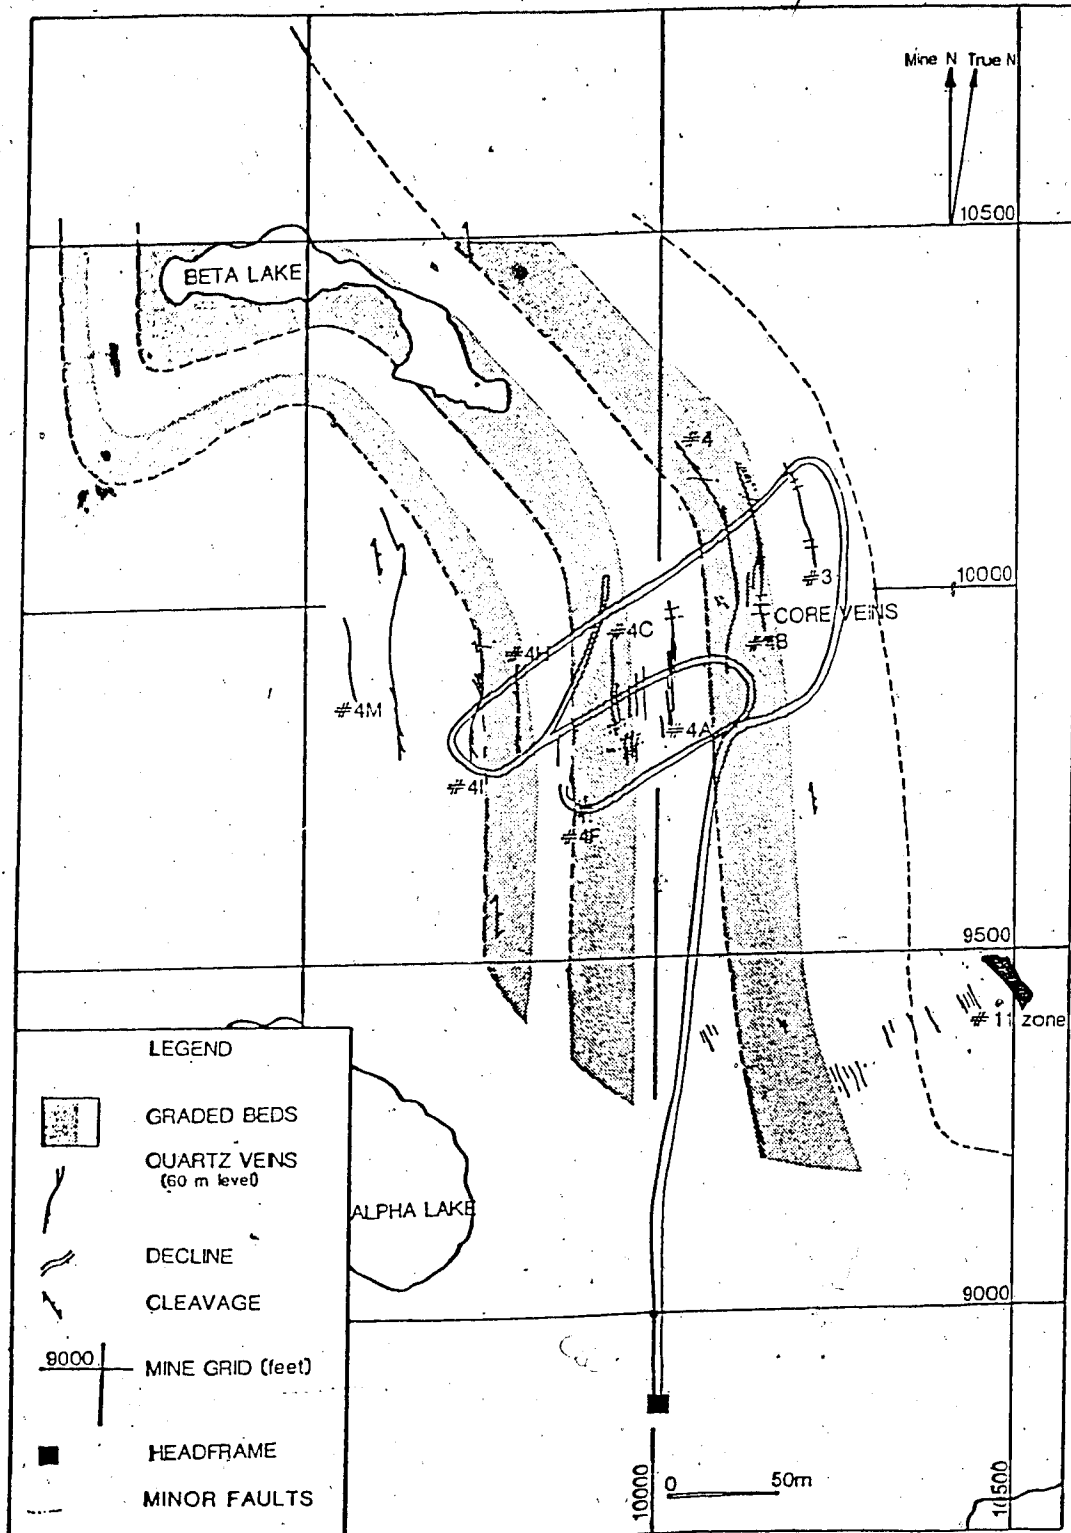 Mine N True N
10500
BETA LAKE
#4
#3
10000
CORE VEINS
#4C
#4B
#4H
#4M
#4A
#4I
#4F
9500
#11 zone
LEGEND
GRADED BEDS
QUARTZ VEINS
(60 m level)
ALPHA LAKE
DECLINE
CLEAVAGE
9000
9000
MINE GRID (feet)
HEADFRAME
MINOR FAULTS
10000
0 50m
10500